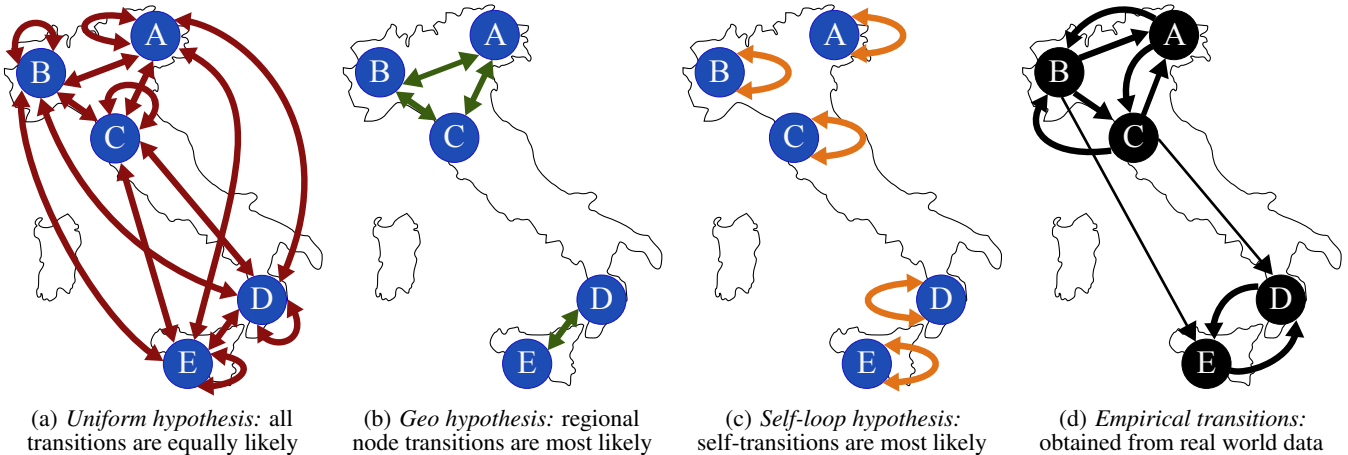 A
B
C
D
E
A
B
C
D
E
A
B
C
D
E
A
B
C
D
E
(a) Uniform hypothesis: all
transitions are equally likely
(b) Geo hypothesis: regional
node transitions are most likely
(c) Self-loop hypothesis:
self-transitions are most likely
(d) Empirical transitions:
obtained from real world data